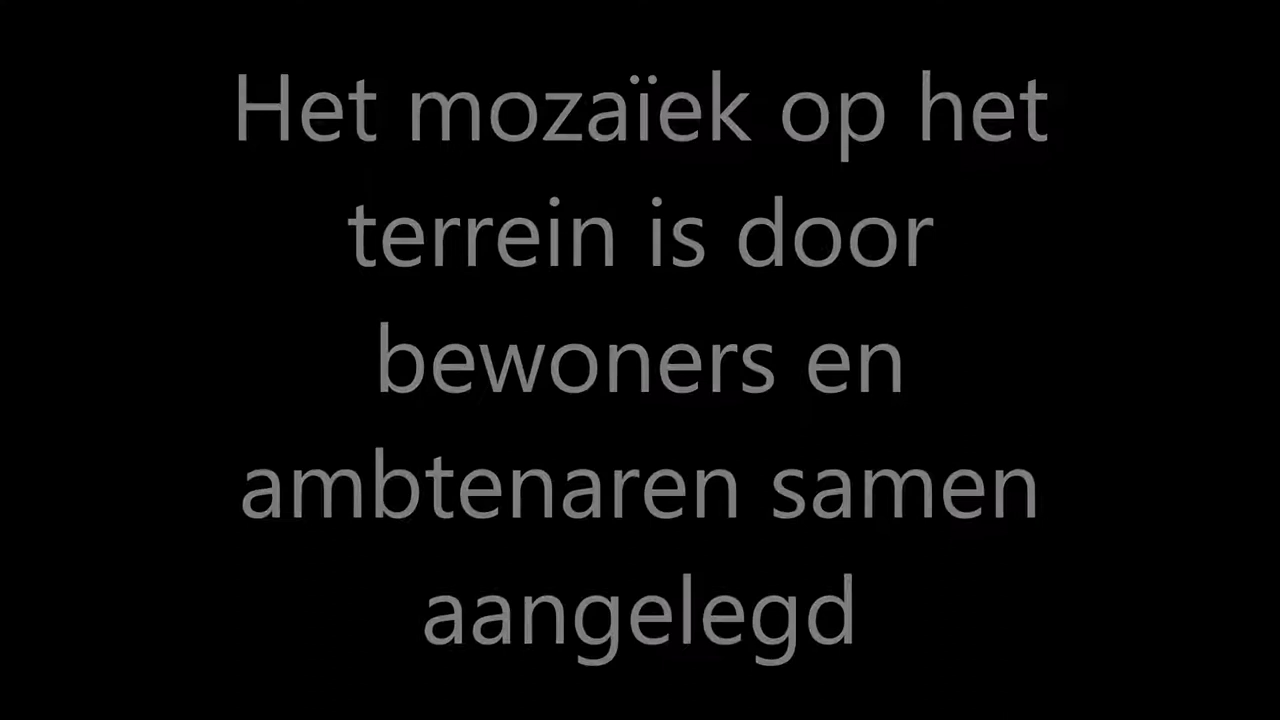 Het mozaïek op het
terrein is door
bewoners en
ambtenaren samen
aangelegd